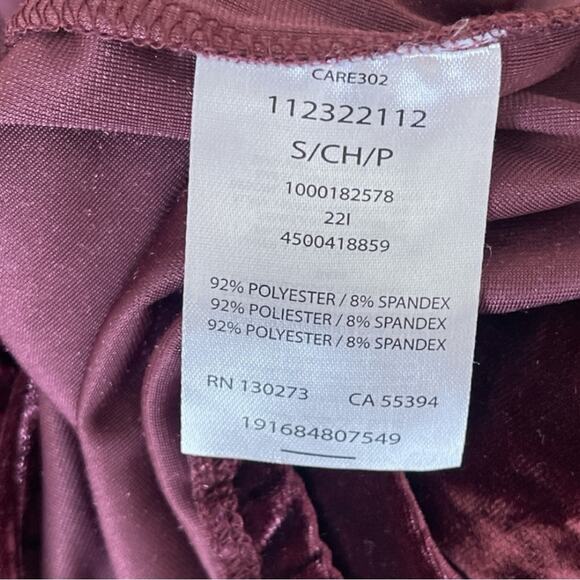 CARE302
112322112
S/CH/P
1000182578
22I
4500418859
92% POLYESTER / 8% SPANDEX
92% POLIESTER / 8% SPANDEX
92% POLYESTER / 8% SPANDEX
RN 130273 CA 55394
191684807549